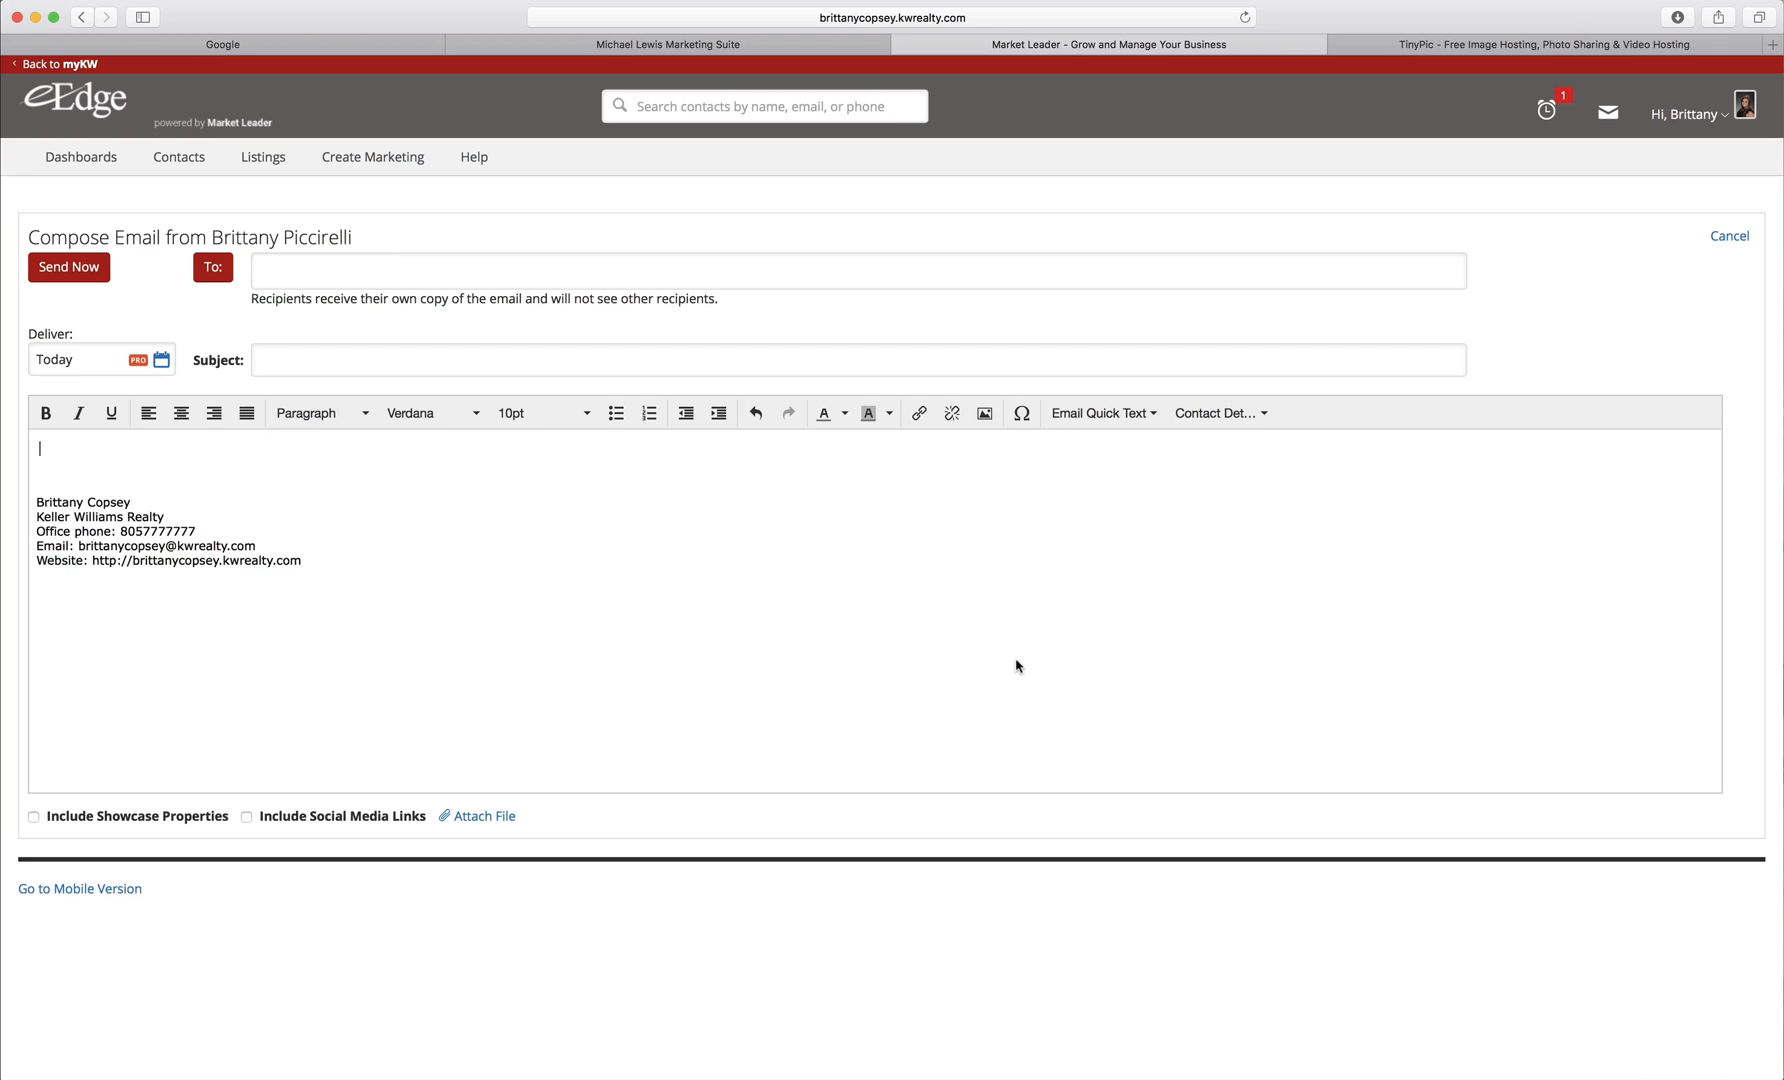 brittanycopsey.kwrealty.com
Google
Michael Lewis Marketing Suite
Market Leader - Grow and Manage Your Business
TinyPic - Free Image Hosting, Photo Sharing & Video Hosting
Back to myKW
eEdge
powered by Market Leader
Search contacts by name, email, or phone
1
Hi, Brittany
Dashboards
Contacts
Listings
Create Marketing
Help
Compose Email from Brittany Piccirelli
Cancel
Send Now
To:
Recipients receive their own copy of the email and will not see other recipients.
Deliver:
Today
PRO
Subject:
B
I
U
Paragraph
Verdana
10pt
A
A
Ω
Email Quick Text
Contact Det...
Brittany Copsey
Keller Williams Realty
Office phone: 8057777777
Email: brittanycopsey@kwrealty.com
Website: http://brittanycopsey.kwrealty.com
Include Showcase Properties
Include Social Media Links
Attach File
Go to Mobile Version